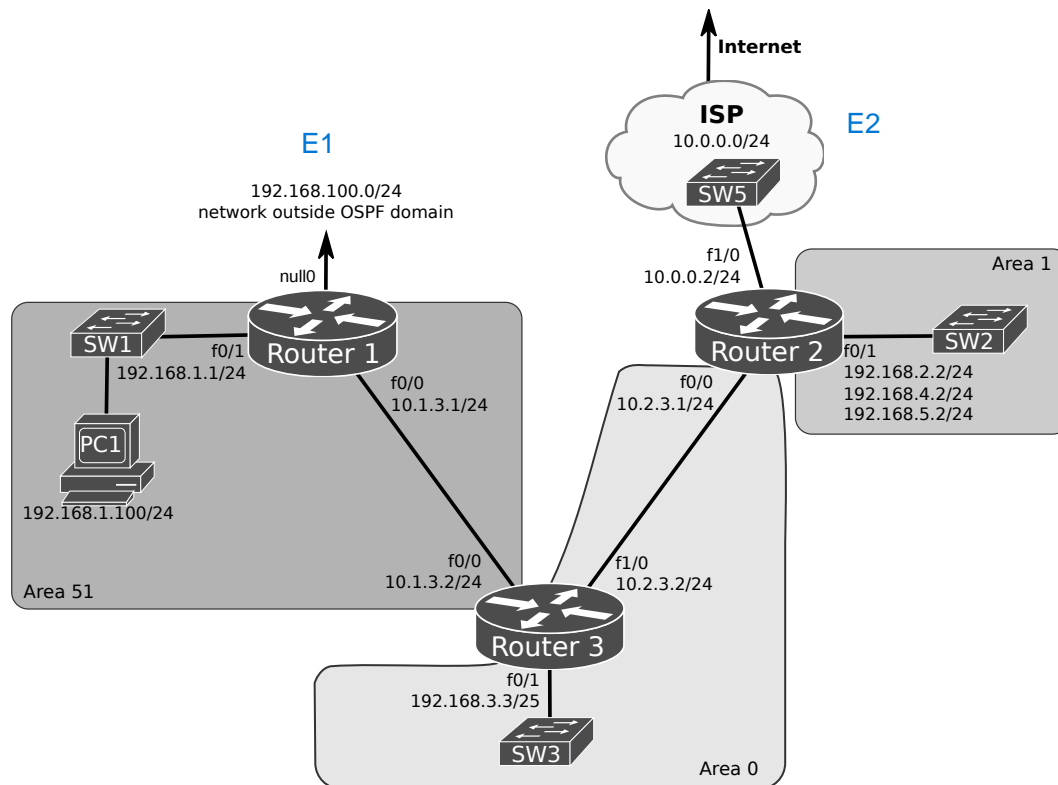 Internet
ISP
10.0.0.0/24
E2
SW5
E1
192.168.100.0/24
network outside OSPF domain
null0
f1/0
10.0.0.2/24
Area 1
SW1
f0/1
192.168.1.1/24
Router 1
f0/0
10.1.3.1/24
Router 2
f0/0
10.2.3.1/24
f0/1
192.168.2.2/24
192.168.4.2/24
192.168.5.2/24
SW2
PC1
192.168.1.100/24
f0/0
10.1.3.2/24
f1/0
10.2.3.2/24
Area 51
Router 3
f0/1
192.168.3.3/25
SW3
Area 0